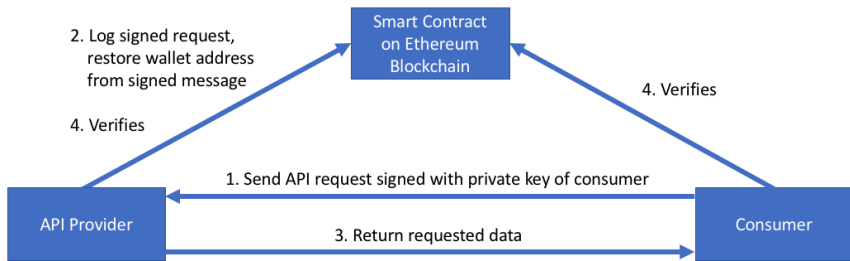 Smart Contract
on Ethereum
Blockchain
2. Log signed request,
restore wallet address
from signed message
4. Verifies
4. Verifies
1. Send API request signed with private key of consumer
API Provider
Consumer
3. Return requested data